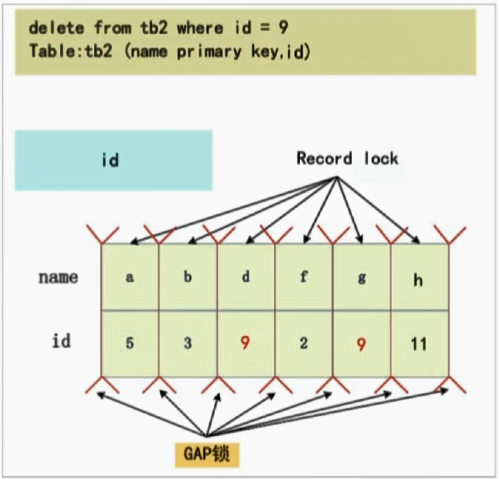 delete from tb2 where id = 9
Table:tb2 (name primary key,id)
id
Record lock
name a b d f g h
id 5 3 9 2 9 11
GAP锁